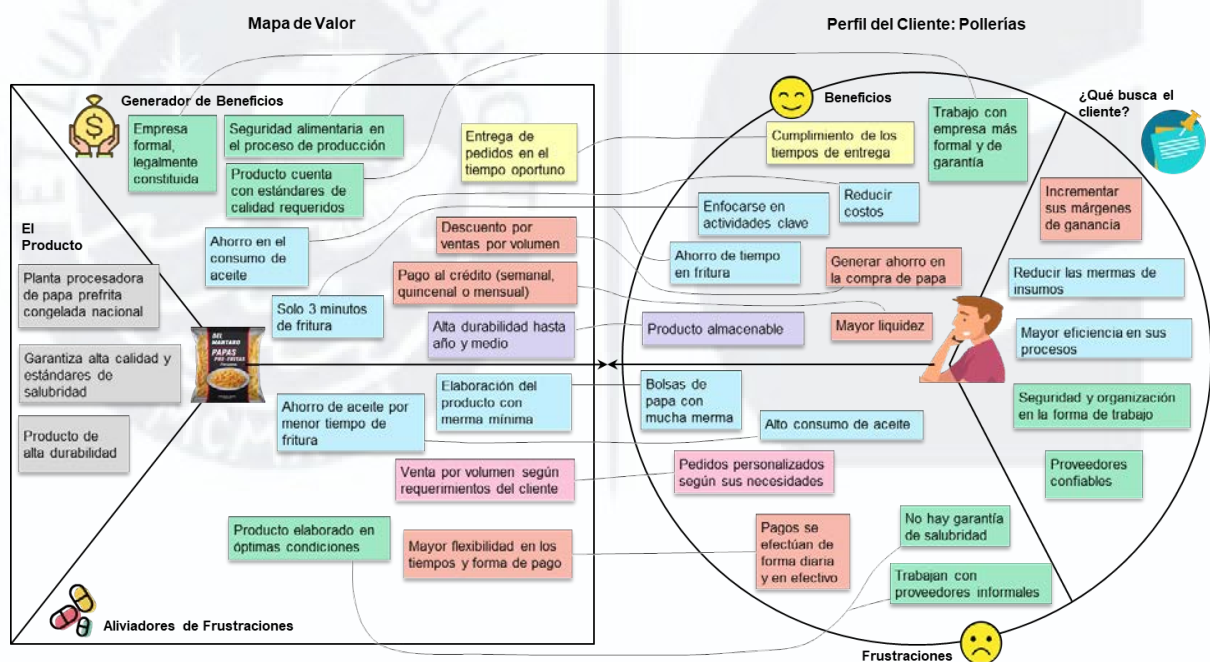 Mapa de Valor
Perfil del Cliente: Pollerías
Generador de Beneficios
Empresa
formal,
legalmente
constituida
Seguridad alimentaria en
el proceso de producción
Producto cuenta
con estándares de
calidad requeridos
Entrega de
pedidos en el
tiempo oportuno
Ahorro en el
consumo de
aceite
Descuento por
ventas por volumen
Pago al crédito (semanal,
quincenal o mensual)
Solo 3 minutos
de fritura
Alta durabilidad hasta
año y medio
El
Producto
Planta procesadora
de papa prefrita
congelada nacional
Garantiza alta calidad y
estándares de
salubridad
Producto de
alta durabilidad
DEL
MANTARO
PAPAS
PRE-FRITAS
Elaboración del
producto con
merma mínima
Ahorro de aceite por
menor tiempo de
fritura
Venta por volumen según
requerimientos del cliente
Producto elaborado en
óptimas condiciones
Mayor flexibilidad en los
tiempos y forma de pago
Aliviadores de Frustraciones
Beneficios
Cumplimiento de los
tiempos de entrega
Trabajo con
empresa más
formal y de
garantía
Enfocarse en
actividades clave
Reducir
costos
Ahorro de tiempo
en fritura
Generar ahorro en
la compra de papa
Producto almacenable
Mayor liquidez
¿Qué busca el
cliente?
Incrementar
sus márgenes
de ganancia
Reducir las mermas de
insumos
Mayor eficiencia en sus
procesos
Seguridad y organización
en la forma de trabajo
Proveedores
confiables
Bolsas de
papa con
mucha merma
Alto consumo de aceite
Pedidos personalizados
según sus necesidades
Pagos se
efectúan de
forma diaria
y en efectivo
No hay garantía
de salubridad
Trabajan con
proveedores informales
Frustraciones